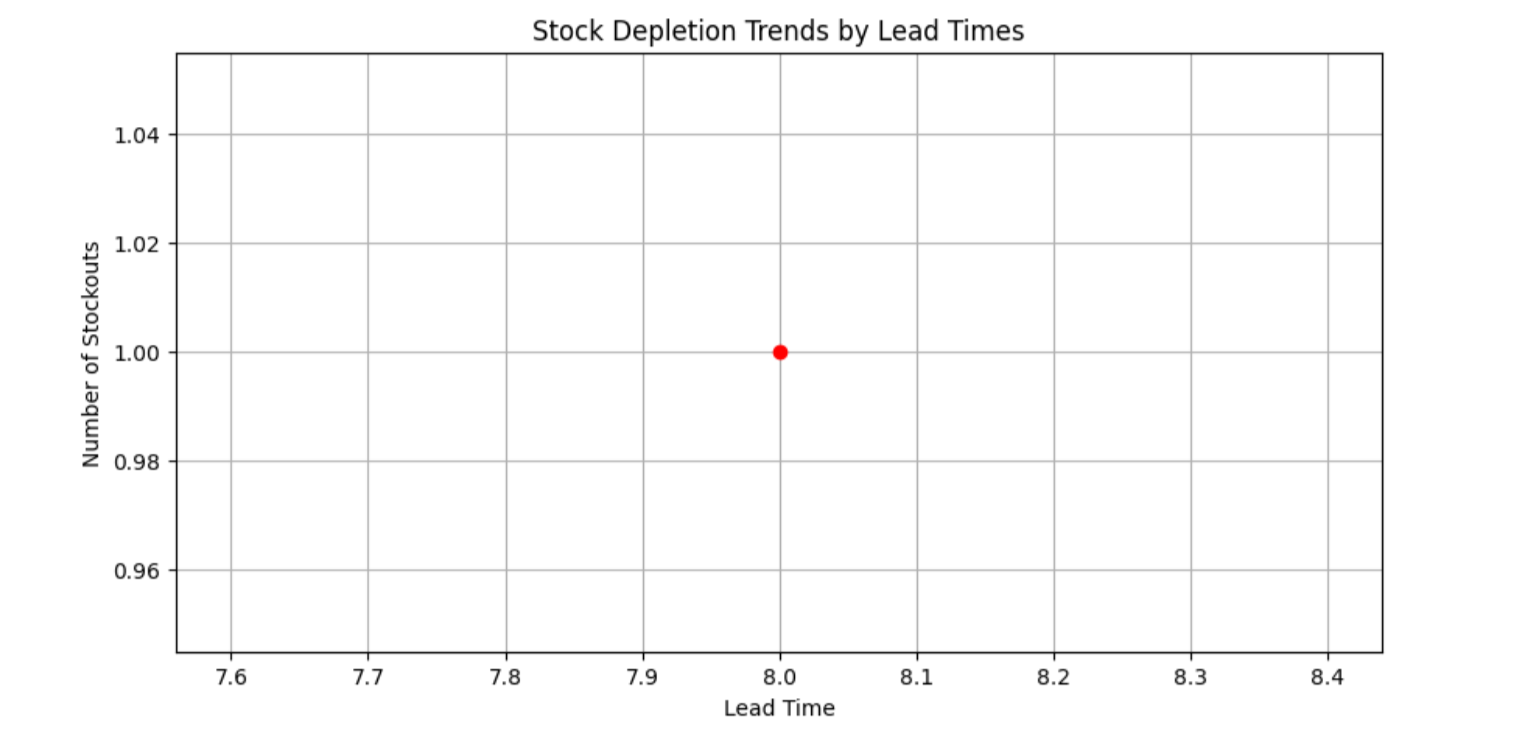 Stock Depletion Trends by Lead Times
1.04
1.02
1.00
0.98
0.96
Number of Stockouts
7.6 7.7 7.8 7.9 8.0 8.1 8.2 8.3 8.4
Lead Time